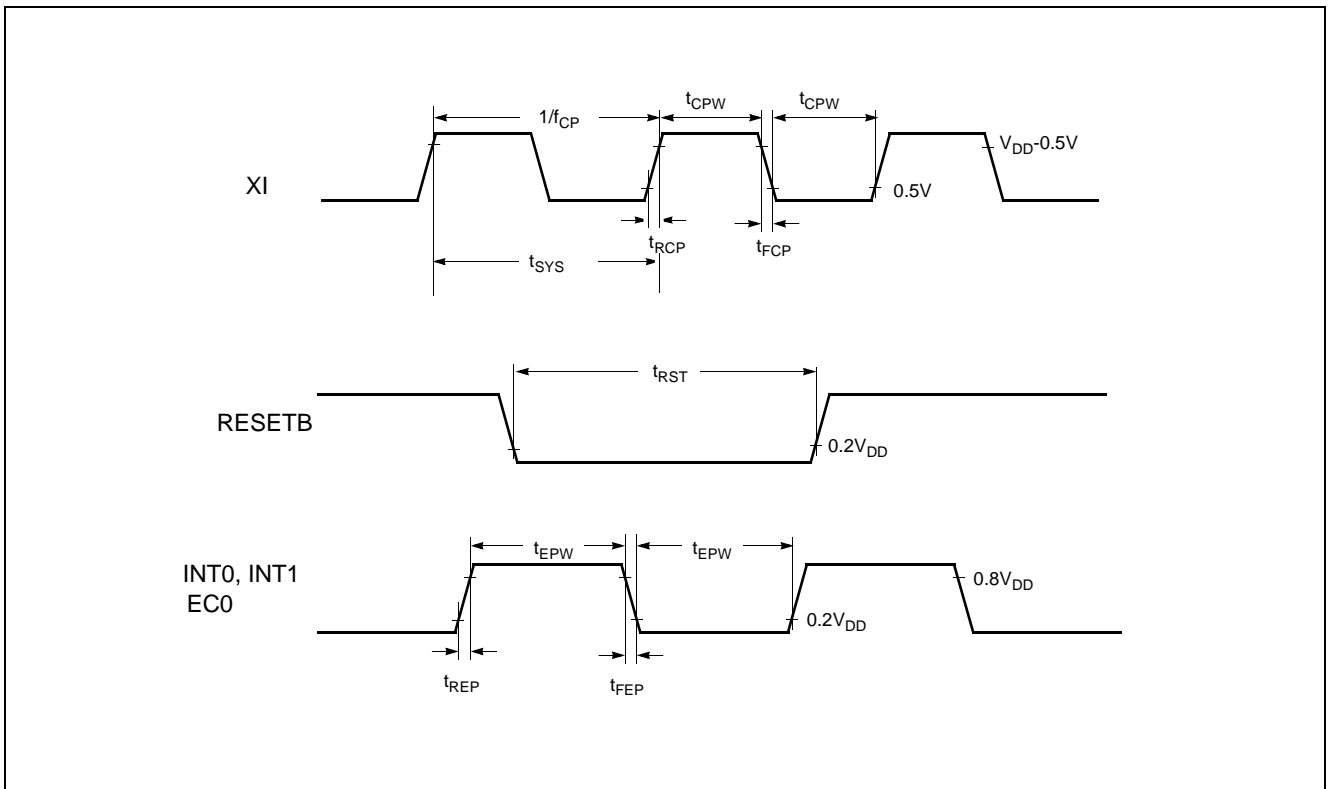 1/fCP
tCPW
tCPW
VDD-0.5V
XI
0.5V
tRCP
tFCP
tSYS
tRST
RESETB
0.2VDD
tEPW
tEPW
INT0, INT1
EC0
0.8VDD
0.2VDD
tREP
tFEP